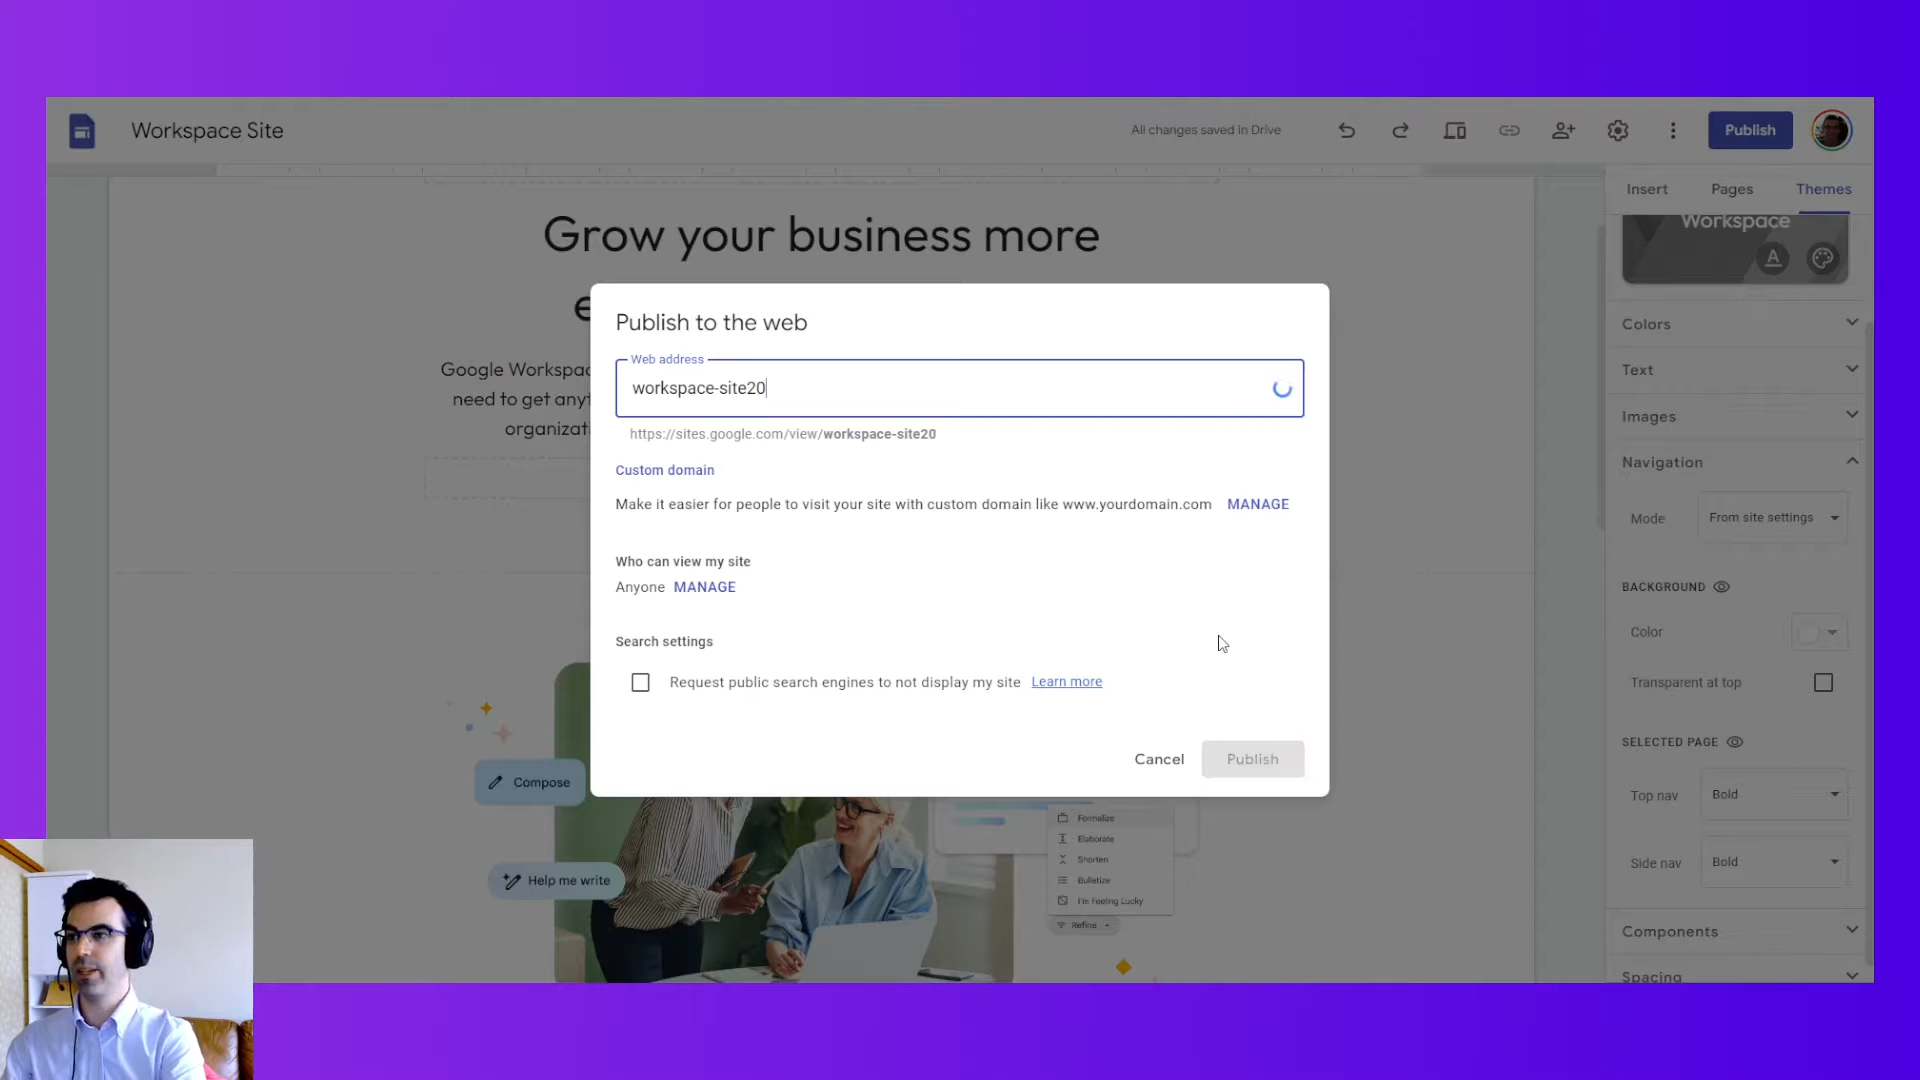 Workspace Site
All changes saved in Drive
Publish
Insert
Pages
Themes
Grow your business more
e
Google Workspac
need to get anyt
organizati
Publish to the web
Web address
workspace-site20
https://sites.google.com/view/workspace-site20
Custom domain
Make it easier for people to visit your site with custom domain like www.yourdomain.com MANAGE
Who can view my site
Anyone MANAGE
Search settings
Request public search engines to not display my site Learn more
Cancel
Publish
Compose
Help me write
Formalize
Elaborate
Shorten
Bulletize
I'm Feeling Lucky
Refine
Workspace
A
Colors
Text
Images
Navigation
Mode
From site settings
BACKGROUND
Color
Transparent at top
SELECTED PAGE
Top nav
Bold
Side nav
Bold
Components
Spacing